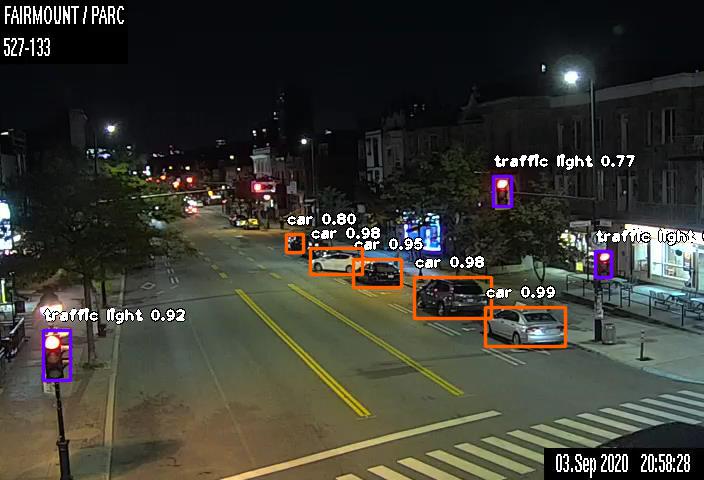 FAIRMOUNT / PARC
527-133
traffic light 0.77
car 0.80
car 0.98
traffic light
car 0.95
car 0.98
car 0.99
traffic light 0.92
03.Sep 2020 20:58:28